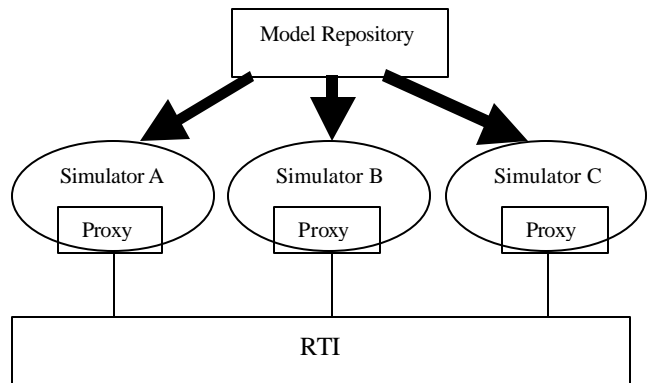 Model Repository
Simulator A
Simulator B
Simulator C
Proxy
Proxy
Proxy
RTI